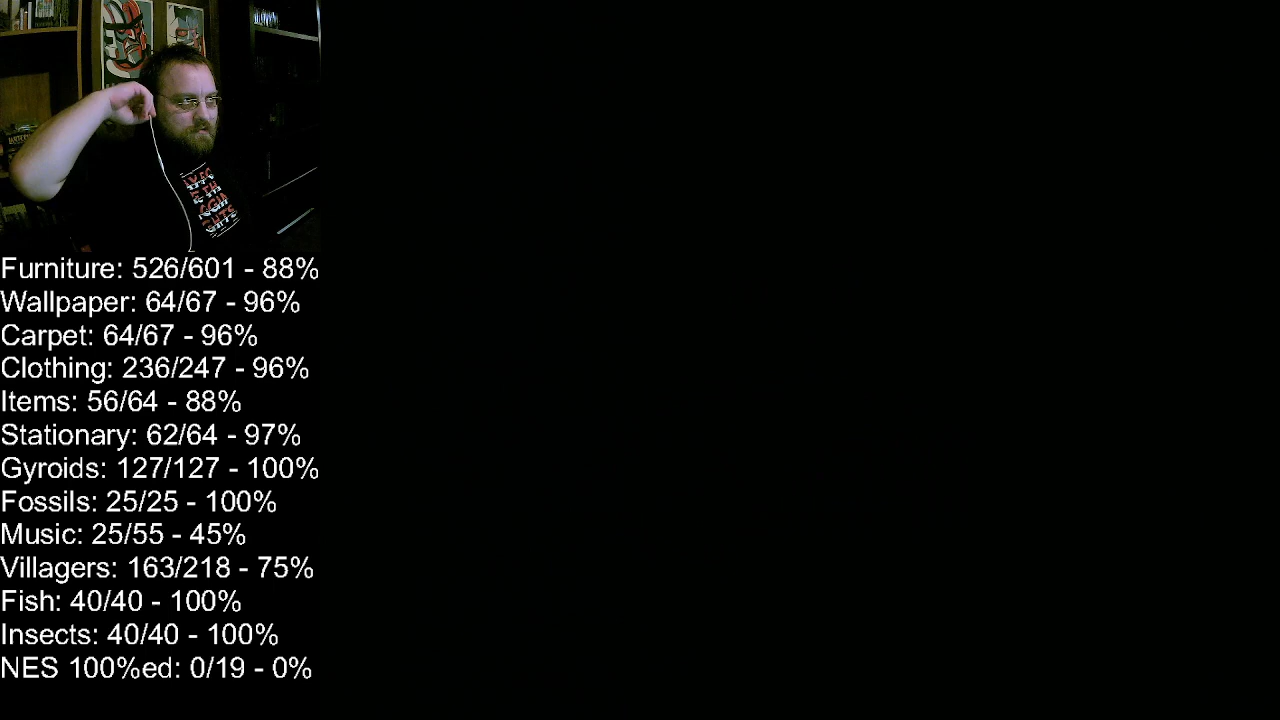 Furniture: 526/601 - 88%
Wallpaper: 64/67 - 96%
Carpet: 64/67 - 96%
Clothing: 236/247 - 96%
Items: 56/64 - 88%
Stationary: 62/64 - 97%
Gyroids: 127/127 - 100%
Fossils: 25/25 - 100%
Music: 25/55 - 45%
Villagers: 163/218 - 75%
Fish: 40/40 - 100%
Insects: 40/40 - 100%
NES 100%ed: 0/19 - 0%